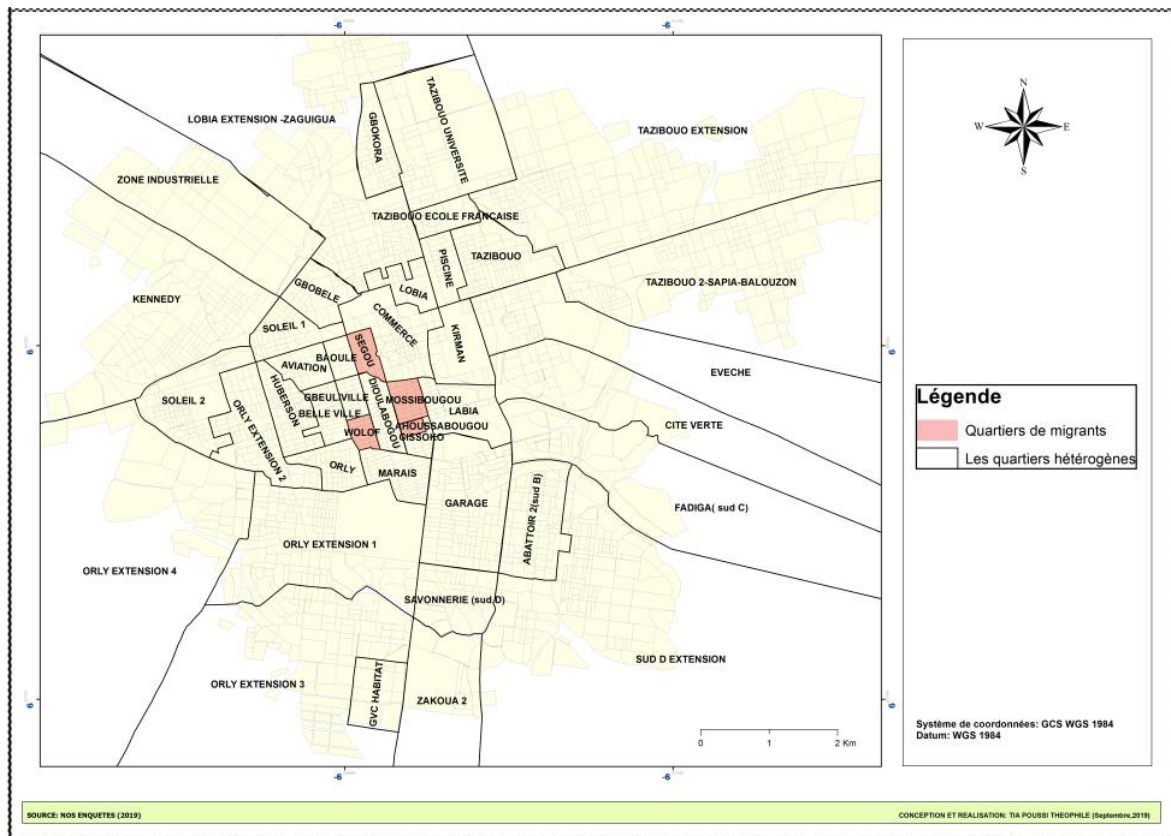 -6
-6
LOBIA EXTENSION -ZAGUIGUA
GBOKORA
TAZIBOUO UNIVERSITE
TAZIBOUO EXTENSION
ZONE INDUSTRIELLE
TAZIBOUO ECOLE FRANCAISE
PISCINE
TAZIBOUO
TAZIBOUO 2-SAPIA-BALOUZON
KENNEDY
GBOBELE
LOBIA
COMMERCE
SOLEIL 1
KIRMAN
6
6
SEGOU
BAOULE
AVIATION
EVECHE
SOLEIL 2
HUBERSON
GBEULIVILLE
DIOULABOGOU
MOSSIBOUGOU
LABIA
BELLE VILLE
ORLY EXTENSION 2
WOLOF
AHOUSSABOUGOU
CISSOKO
CITE VERTE
ORLY
MARAIS
GARAGE
ABATTOIR 2(sud B)
FADIGA( sud C)
ORLY EXTENSION 1
ORLY EXTENSION 4
SAVONNERIE (sud D)
SUD D EXTENSION
ORLY EXTENSION 3
GVC HABITAT
ZAKOUA 2
6
6
0 1 2 Km
-6
-6
N
W E
S
Légende
Quartiers de migrants
Les quartiers hétérogènes
Système de coordonnées: GCS WGS 1984
Datum: WGS 1984
SOURCE: NOS ENQUETES (2019)
CONCEPTION ET REALISATION: TIA POUSSI THEOPHILE (Septembre,2019)